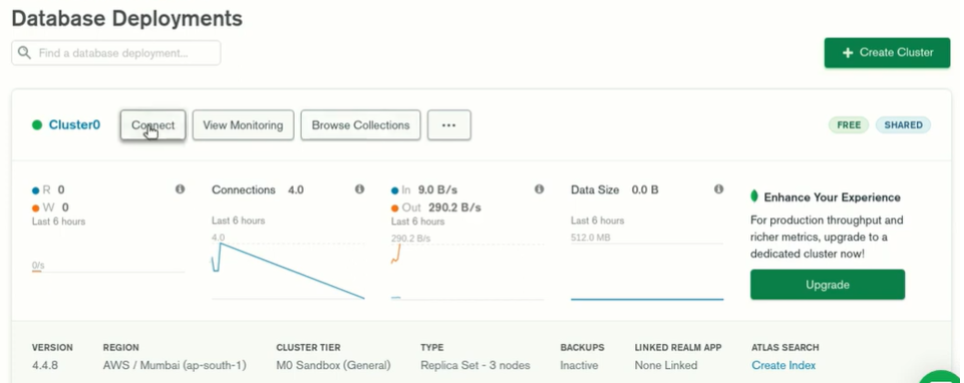 Database Deployments
Find a database deployment...
+ Create Cluster
Cluster0
Connect
View Monitoring
Browse Collections
...
FREE
SHARED
R 0
W 0
Last 6 hours
0/s
Connections 4.0
Last 6 hours
4.0
In 9.0 B/s
Out 290.2 B/s
Last 6 hours
290.2 B/s
Data Size 0.0 B
Last 6 hours
512.0 MB
Enhance Your Experience
For production throughput and
richer metrics, upgrade to a
dedicated cluster now!
Upgrade
VERSION
4.4.8
REGION
AWS / Mumbai (ap-south-1)
CLUSTER TIER
M0 Sandbox (General)
TYPE
Replica Set - 3 nodes
BACKUPS
Inactive
LINKED REALM APP
None Linked
ATLAS SEARCH
Create Index